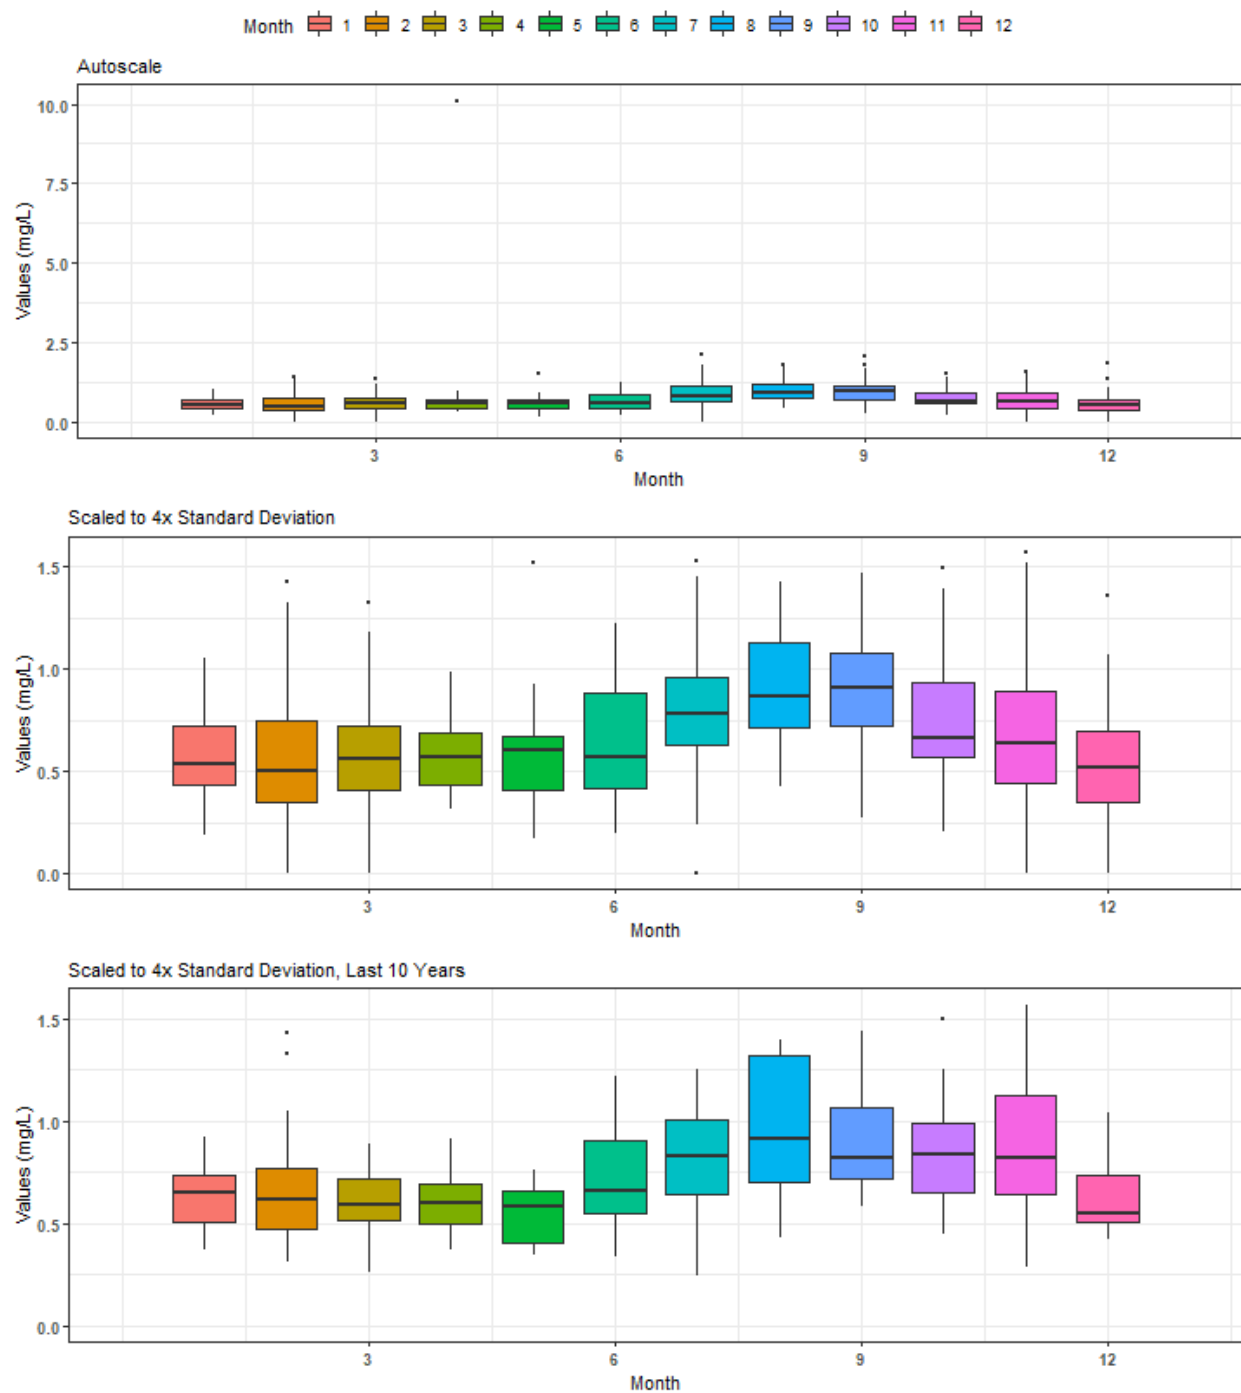 Month 1 2 3 4 5 6 7 8 9 10 11 12
Autoscale
Values (mg/L)
10.0
7.5
5.0
2.5
0.0
3 6 9 12
Month
Scaled to 4x Standard Deviation
Values (mg/L)
1.5
1.0
0.5
0.0
3 6 9 12
Month
Scaled to 4x Standard Deviation, Last 10 Years
Values (mg/L)
1.5
1.0
0.5
0.0
3 6 9 12
Month